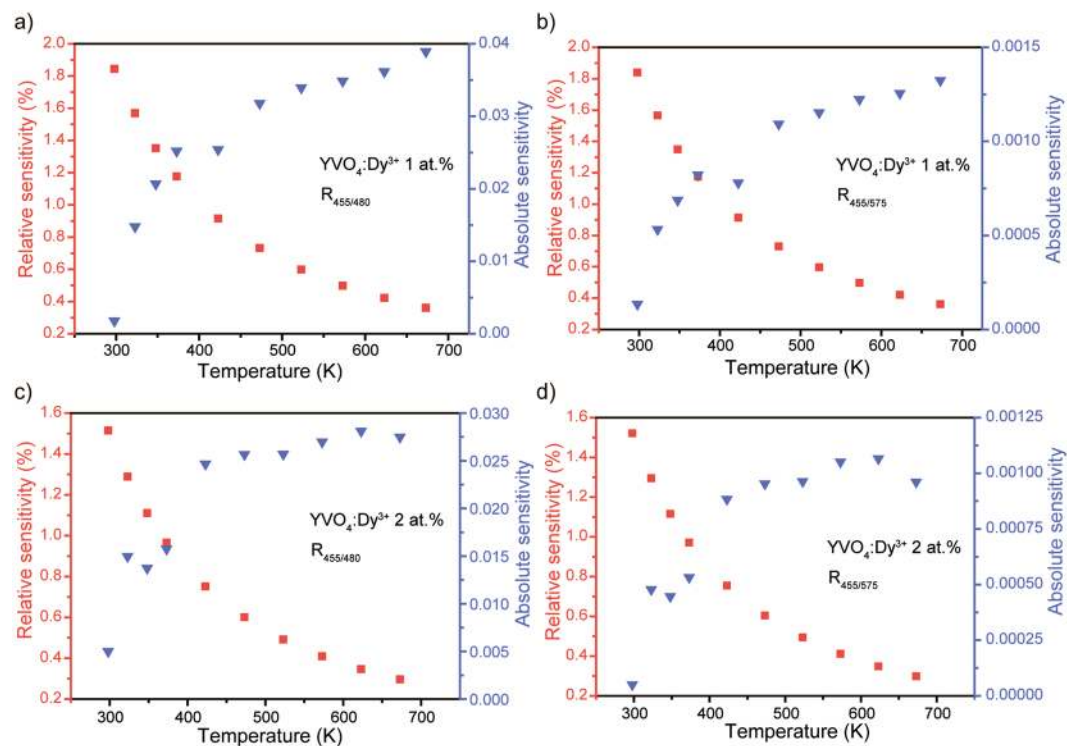 a)
2.0
1.8
1.6
1.4
1.2
1.0
0.8
0.6
0.4
0.2
Relative sensitivity (%)
0.04
0.03
0.02
0.01
0.00
Absolute sensitivity
YVO₄:Dy³⁺ 1 at.%
R₄₅₅/₄₈₀
300 400 500 600 700
Temperature (K)
b)
2.0
1.8
1.6
1.4
1.2
1.0
0.8
0.6
0.4
0.2
Relative sensitivity (%)
0.0015
0.0010
0.0005
0.0000
Absolute sensitivity
YVO₄:Dy³⁺ 1 at.%
R₄₅₅/₅₇₅
300 400 500 600 700
Temperature (K)
c)
1.6
1.4
1.2
1.0
0.8
0.6
0.4
0.2
Relative sensitivity (%)
0.030
0.025
0.020
0.015
0.010
0.005
0.000
Absolute sensitivity
YVO₄:Dy³⁺ 2 at.%
R₄₅₅/₄₈₀
300 400 500 600 700
Temperature (K)
d)
1.6
1.4
1.2
1.0
0.8
0.6
0.4
0.2
Relative sensitivity (%)
0.00125
0.00100
0.00075
0.00050
0.00025
0.00000
Absolute sensitivity
YVO₄:Dy³⁺ 2 at.%
R₄₅₅/₅₇₅
300 400 500 600 700
Temperature (K)